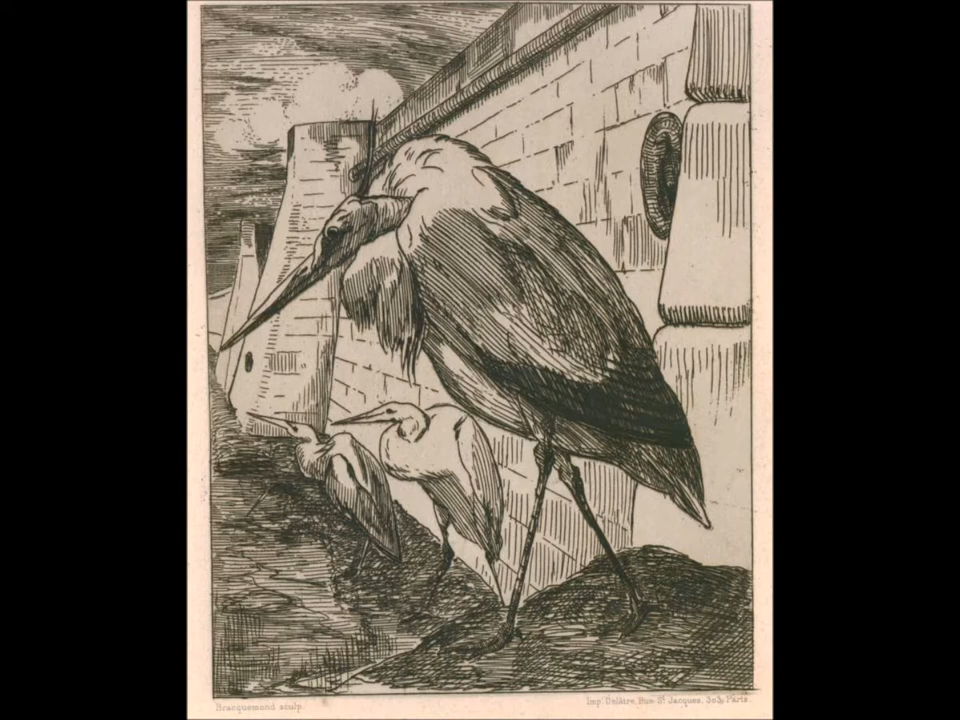 Bracquemond sculp.
Imp. Delâtre, Rue St. Jacques, 303, Paris.